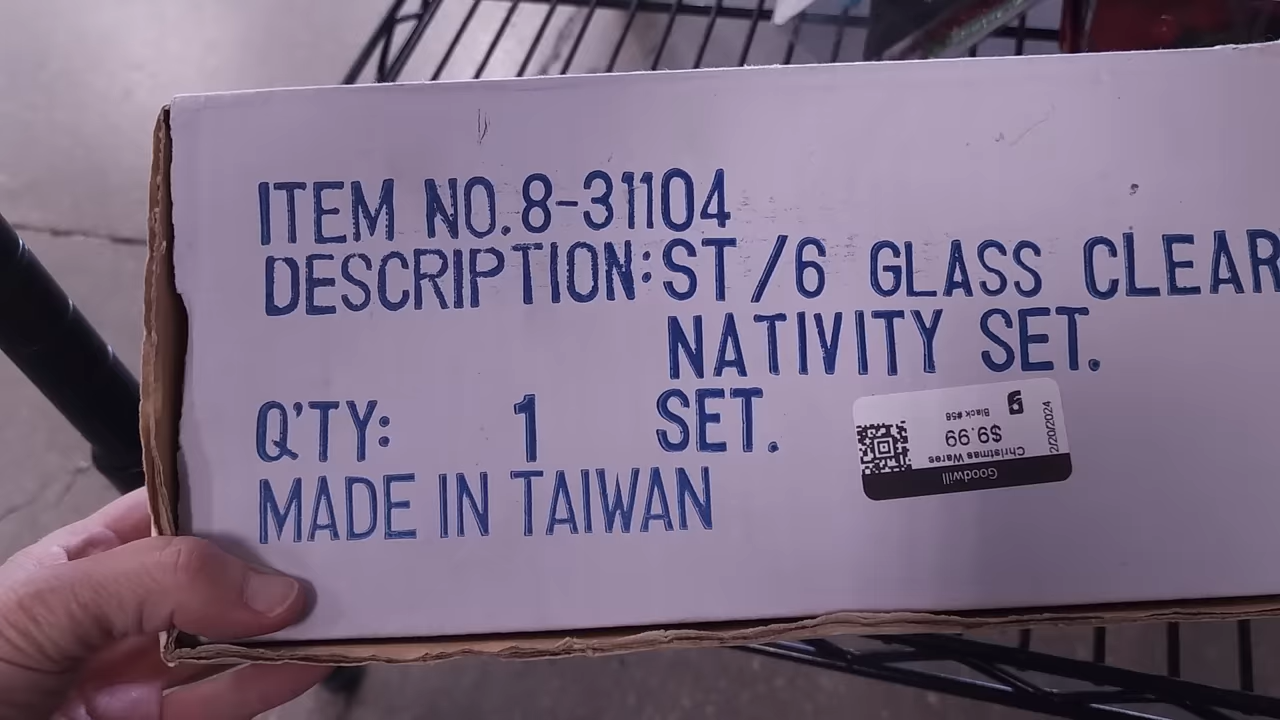 ITEM NO.8-31104
DESCRIPTION:ST/6 GLASS CLEAR
NATIVITY SET.
Q'TY: 1 SET.
MADE IN TAIWAN
Goodwill
Christmas Wares
$9.99
Black #58
2/20/2024